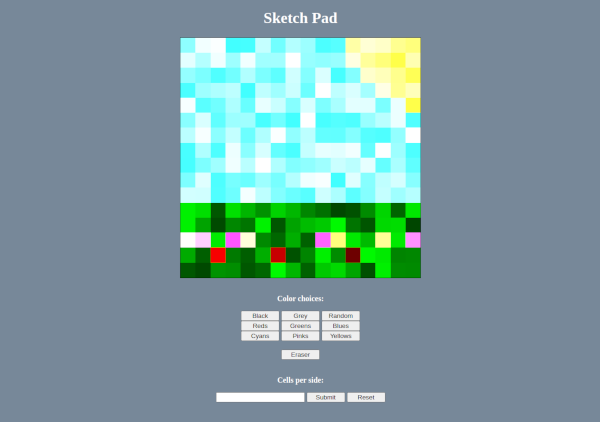 Sketch Pad
Color choices:
Black Grey Random
Reds Greens Blues
Cyans Pinks Yellows
Eraser
Cells per side:
Submit Reset